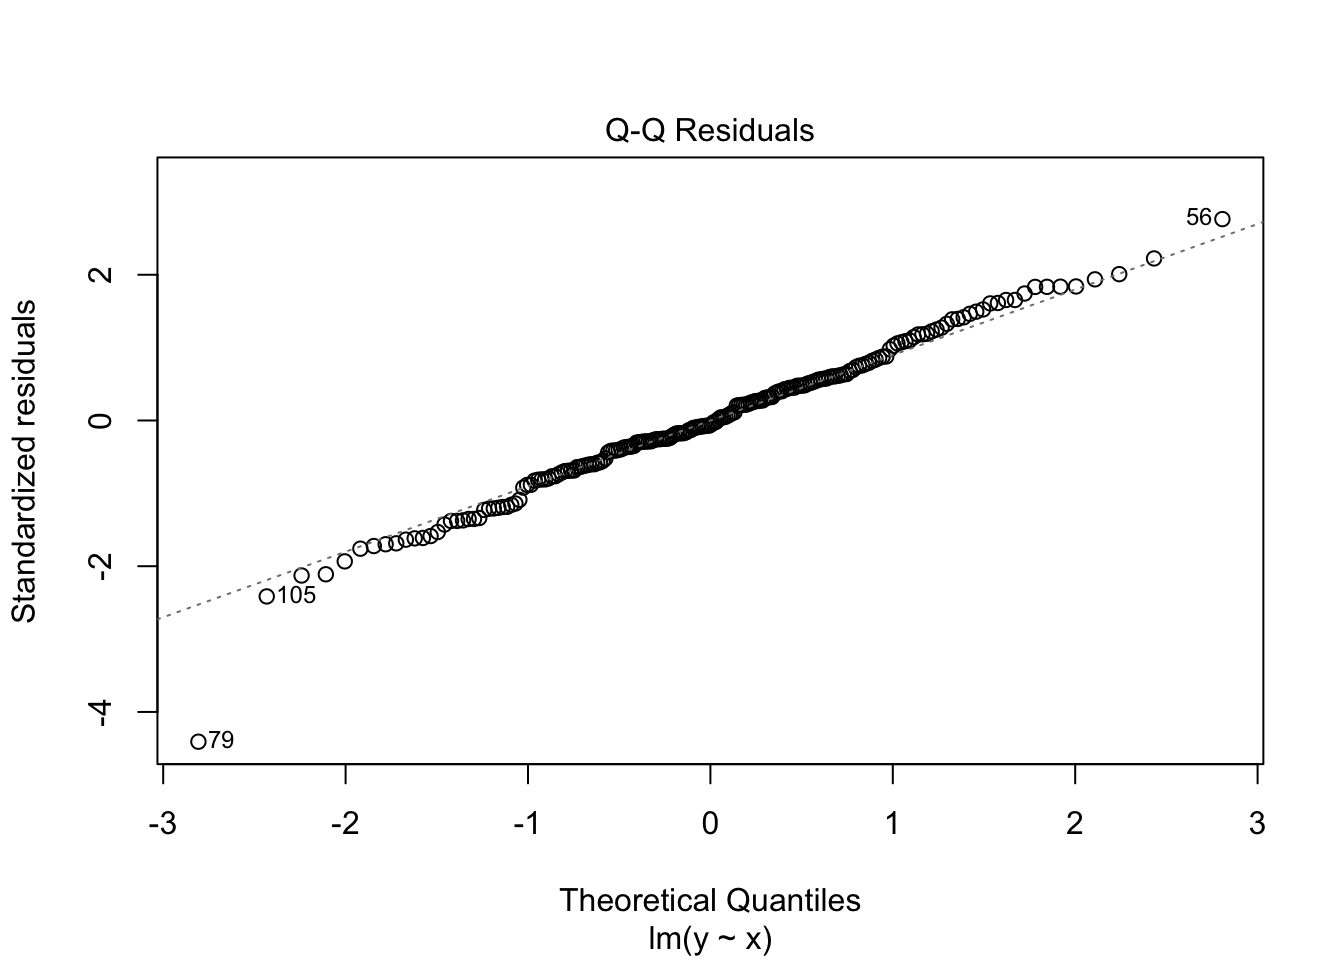 Q-Q Residuals
Standardized residuals
2
0
-2
-4
56
105
79
-3 -2 -1 0 1 2 3
Theoretical Quantiles
lm(y ~ x)